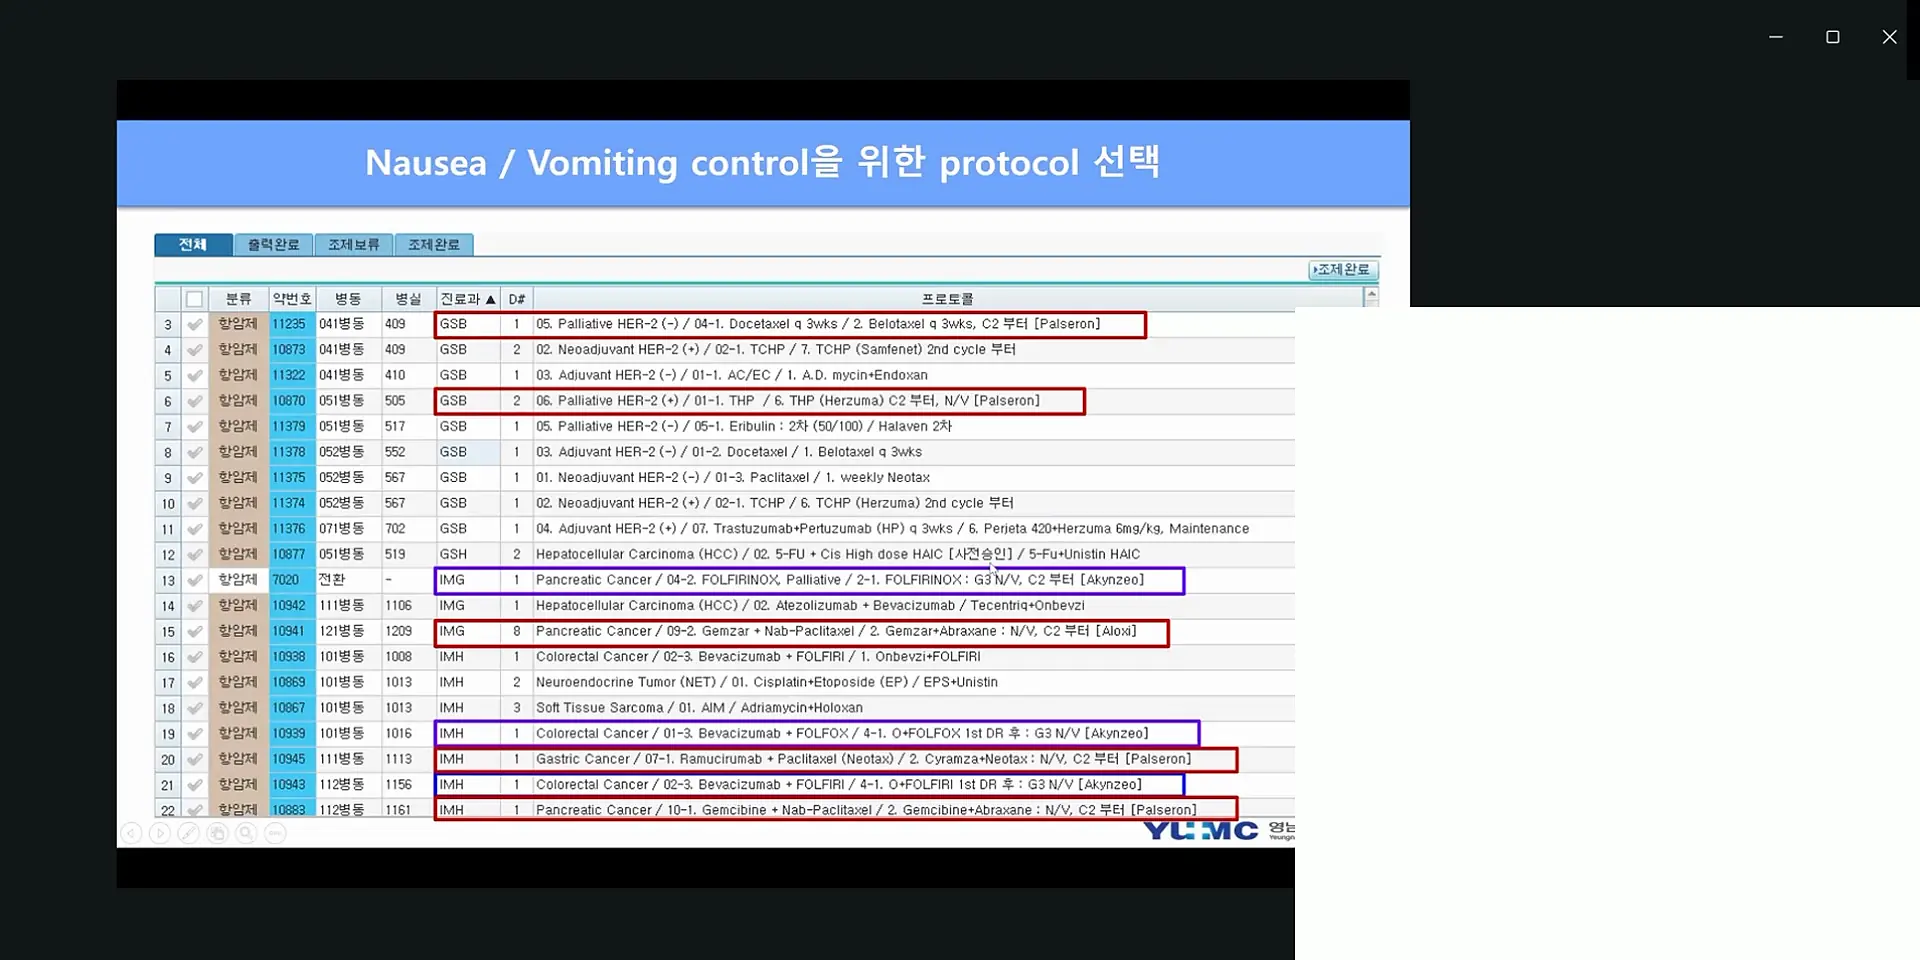 Nausea / Vomiting control을 위한 protocol 선택
전체 출력완료 조제보류 조제완료
▸조제완료
분류 약번호 병동 병실 진료과 ▲ D# 프로토콜
3 항암제 11235 041병동 409 GSB 1 05. Palliative HER-2 (-) / 04-1. Docetaxel q 3wks / 2. Belotaxel q 3wks, C2 부터 [Palseron]
4 항암제 10873 041병동 409 GSB 2 02. Neoadjuvant HER-2 (+) / 02-1. TCHP / 7. TCHP (Samfenet) 2nd cycle 부터
5 항암제 11322 041병동 410 GSB 1 03. Adjuvant HER-2 (-) / 01-1. AC/EC / 1. A.D. mycin+Endoxan
6 항암제 10870 051병동 505 GSB 2 06. Palliative HER-2 (+) / 01-1. THP / 6. THP (Herzuma) C2 부터, N/V [Palseron]
7 항암제 11379 051병동 517 GSB 1 05. Palliative HER-2 (-) / 05-1. Eribulin : 2차 (50/100) / Halaven 2차
8 항암제 11378 052병동 552 GSB 1 03. Adjuvant HER-2 (-) / 01-2. Docetaxel / 1. Belotaxel q 3wks
9 항암제 11375 052병동 567 GSB 1 01. Neoadjuvant HER-2 (-) / 01-3. Paclitaxel / 1. weekly Neotax
10 항암제 11374 052병동 567 GSB 1 02. Neoadjuvant HER-2 (+) / 02-1. TCHP / 6. TCHP (Herzuma) 2nd cycle 부터
11 항암제 11376 071병동 702 GSB 1 04. Adjuvant HER-2 (+) / 07. Trastuzumab+Pertuzumab (HP) q 3wks / 6. Perjeta 420+Herzuma 6mg/kg, Maintenance
12 항암제 10877 051병동 519 GSH 2 Hepatocellular Carcinoma (HCC) / 02. 5-FU + Cis High dose HAIC [사전승인] / 5-Fu+Unistin HAIC
13 항암제 7020 전환 - IMG 1 Pancreatic Cancer / 04-2. FOLFIRINOX, Palliative / 2-1. FOLFIRINOX : G3 N/V, C2 부터 [Akynzeo]
14 항암제 10942 111병동 1106 IMG 1 Hepatocellular Carcinoma (HCC) / 02. Atezolizumab + Bevacizumab / Tecentriq+Onbevzi
15 항암제 10941 121병동 1209 IMG 8 Pancreatic Cancer / 09-2. Gemzar + Nab-Paclitaxel / 2. Gemzar+Abraxane : N/V, C2 부터 [Aloxi]
16 항암제 10938 101병동 1008 IMH 1 Colorectal Cancer / 02-3. Bevacizumab + FOLFIRI / 1. Onbevzi+FOLFIRI
17 항암제 10869 101병동 1013 IMH 2 Neuroendocrine Tumor (NET) / 01. Cisplatin+Etoposide (EP) / EPS+Unistin
18 항암제 10867 101병동 1013 IMH 3 Soft Tissue Sarcoma / 01. AIM / Adriamycin+Holoxan
19 항암제 10939 101병동 1016 IMH 1 Colorectal Cancer / 01-3. Bevacizumab + FOLFOX / 4-1. O+FOLFOX 1st DR 후 : G3 N/V [Akynzeo]
20 항암제 10945 111병동 1113 IMH 1 Gastric Cancer / 07-1. Ramucirumab + Paclitaxel (Neotax) / 2. Cyramza+Neotax : N/V, C2 부터 [Palseron]
21 항암제 10943 112병동 1156 IMH 1 Colorectal Cancer / 02-3. Bevacizumab + FOLFIRI / 4-1. O+FOLFIRI 1st DR 후 : G3 N/V [Akynzeo]
22 항암제 10883 112병동 1161 IMH 1 Pancreatic Cancer / 10-1. Gemcibine + Nab-Paclitaxel / 2. Gemcibine+Abraxane : N/V, C2 부터 [Palseron]
YUMC